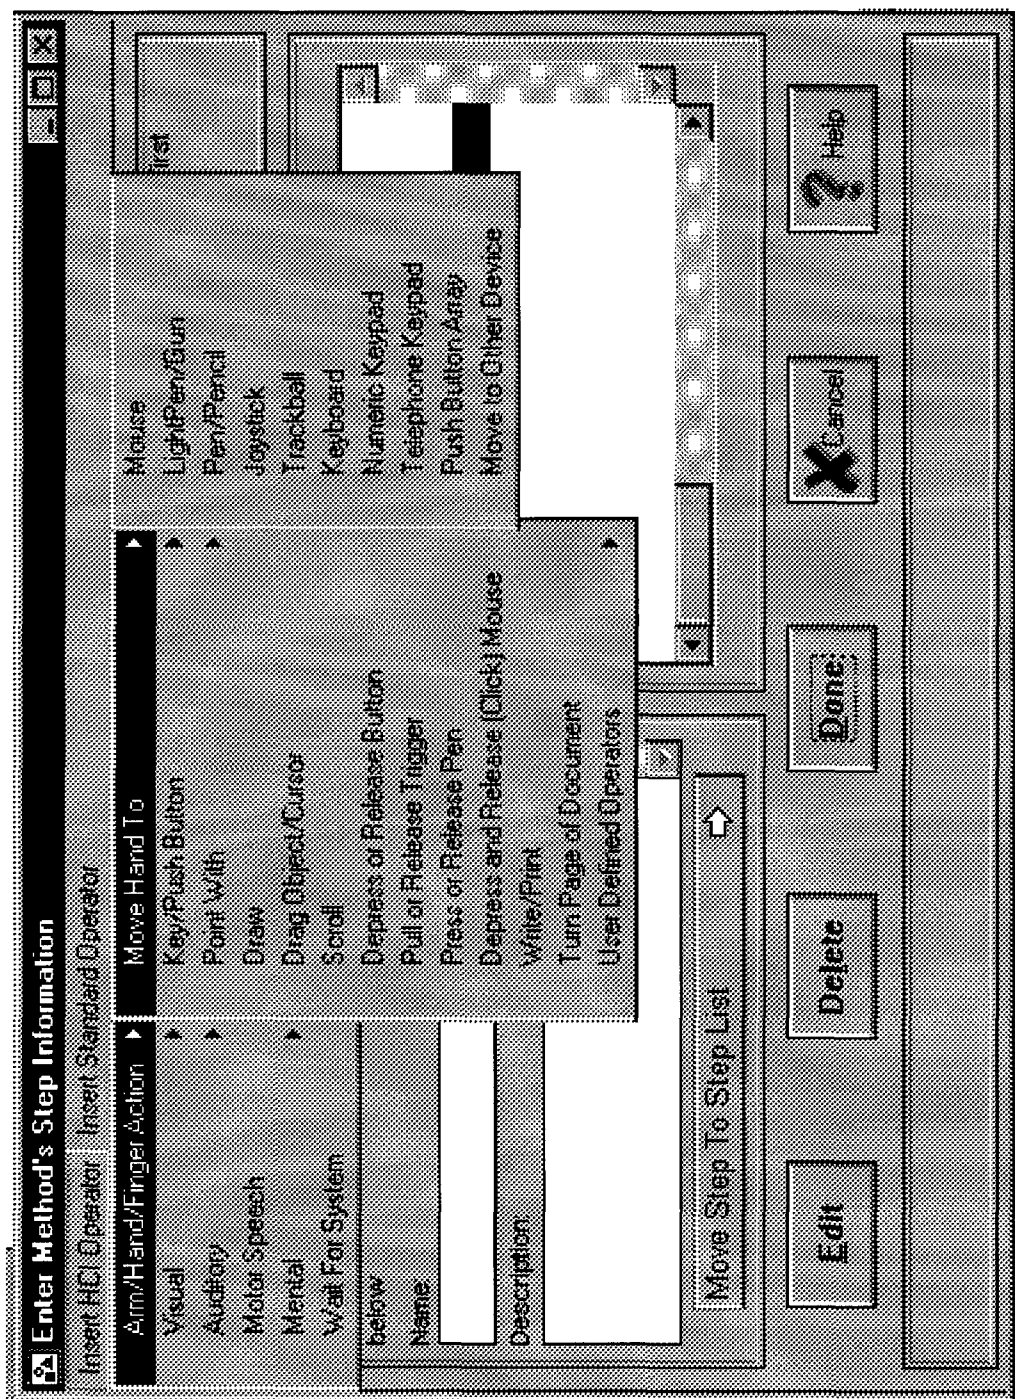 Enter Method's Step Information
Insert HCI Operator Insert Standard Operator
Arm/Hand/Finger Action
Visual
Auditory
Motor Speech
Mental
Wait For System
Move Hand To
Key/Push Button
Point With
Draw
Drag Object/Cursor
Scroll
Depress or Release Button
Pull or Release Trigger
Press or Release Pen
Depress and Release (Click) Mouse
Write/Print
Turn Page of Document
User Defined Operators
Mouse
LightPen/Gun
Pen/Pencil
Joystick
Trackball
Keyboard
Numeric Keypad
Telephone Keypad
Push Button Array
Move to Other Device
first
below
Name:
Description:
Move Step To Step List
Edit
Delete
Done
Cancel
? Help